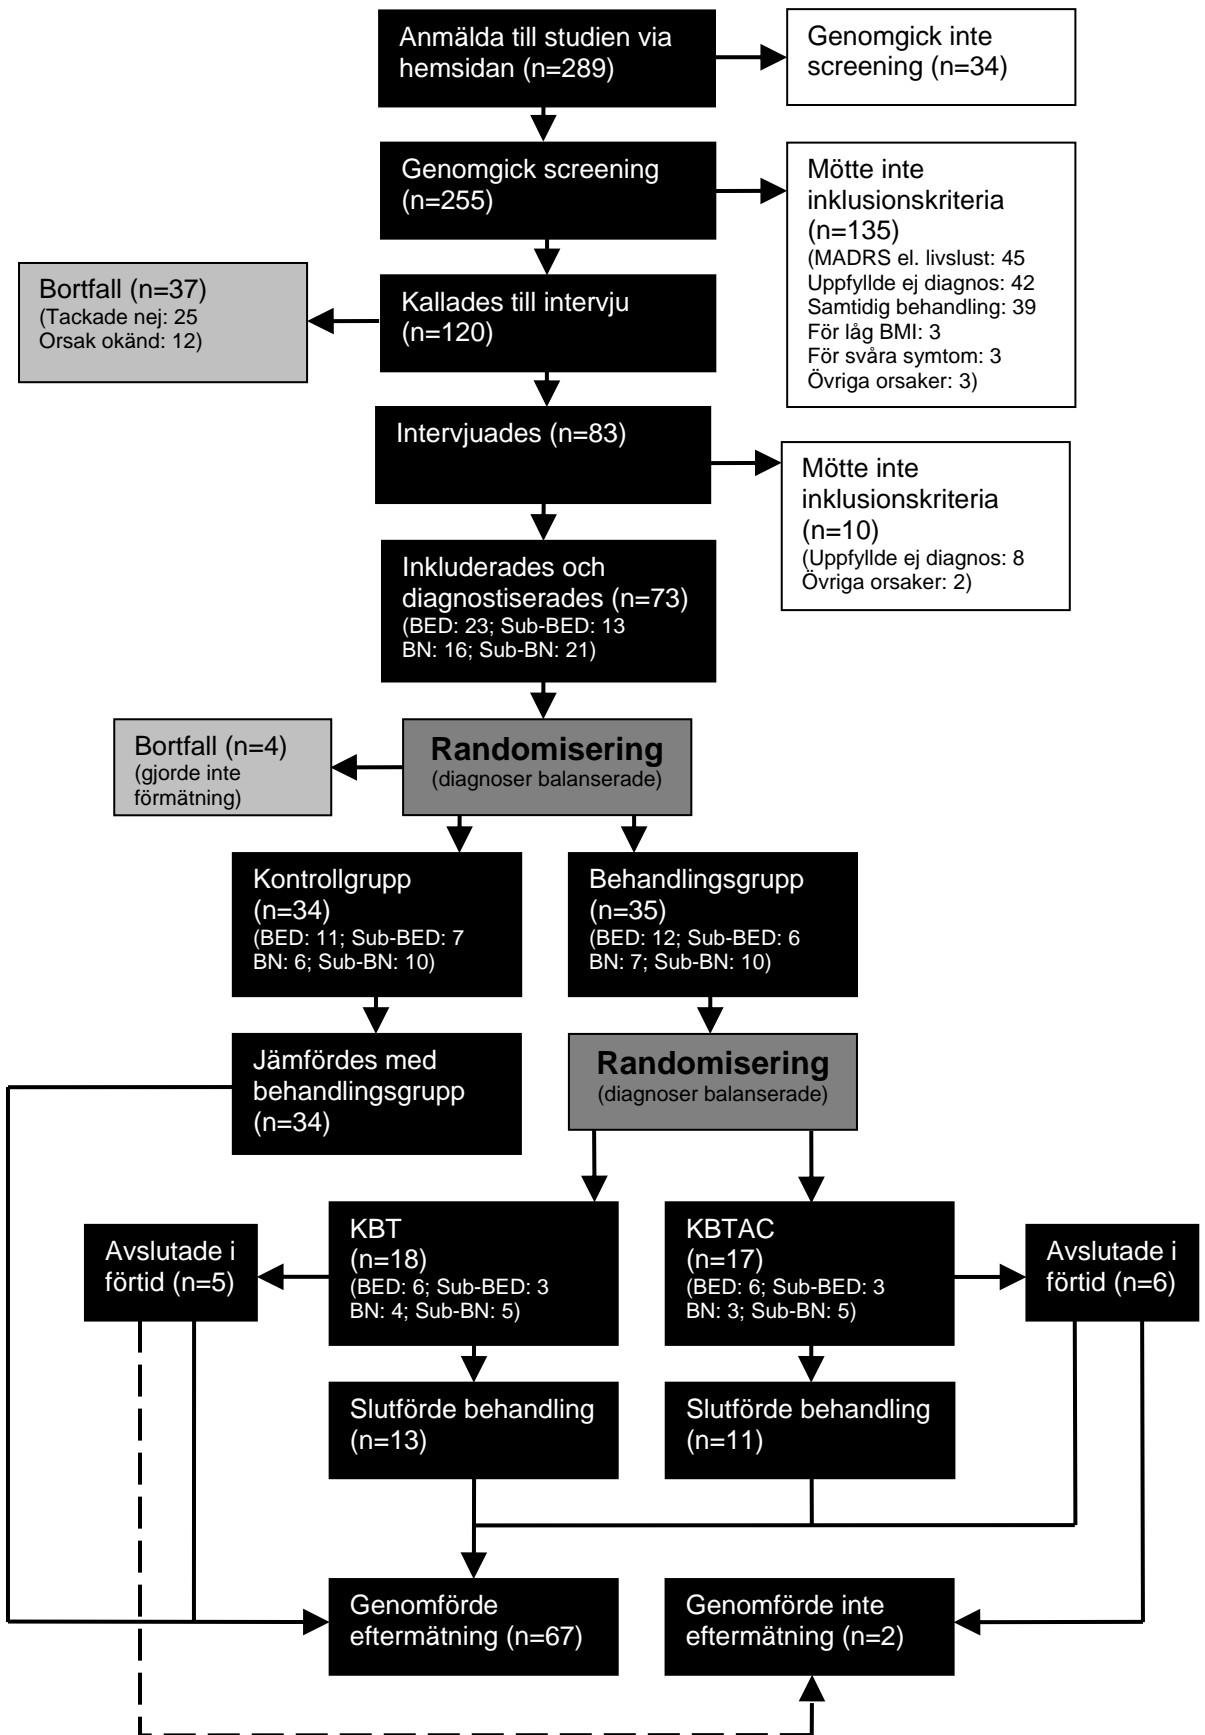 Anmälda till studien via
hemsidan (n=289)
Genomgick inte
screening (n=34)
Genomgick screening
(n=255)
Mötte inte
inklusionskriteria
(n=135)
(MADRS el. livslust: 45
Uppfyllde ej diagnos: 42
Samtidig behandling: 39
För låg BMI: 3
För svåra symtom: 3
Övriga orsaker: 3)
Bortfall (n=37)
(Tackade nej: 25
Orsak okänd: 12)
Kallades till intervju
(n=120)
Intervjuades (n=83)
Mötte inte
inklusionskriteria
(n=10)
(Uppfyllde ej diagnos: 8
Övriga orsaker: 2)
Inkluderades och
diagnostiserades (n=73)
(BED: 23; Sub-BED: 13
BN: 16; Sub-BN: 21)
Bortfall (n=4)
(gjorde inte
förmätning)
Randomisering
(diagnoser balanserade)
Kontrollgrupp
(n=34)
(BED: 11; Sub-BED: 7
BN: 6; Sub-BN: 10)
Behandlingsgrupp
(n=35)
(BED: 12; Sub-BED: 6
BN: 7; Sub-BN: 10)
Jämfördes med
behandlingsgrupp
(n=34)
Randomisering
(diagnoser balanserade)
Avslutade i
förtid (n=5)
KBT
(n=18)
(BED: 6; Sub-BED: 3
BN: 4; Sub-BN: 5)
KBTAC
(n=17)
(BED: 6; Sub-BED: 3
BN: 3; Sub-BN: 5)
Avslutade i
förtid (n=6)
Slutförde behandling
(n=13)
Slutförde behandling
(n=11)
Genomförde
eftermätning (n=67)
Genomförde inte
eftermätning (n=2)